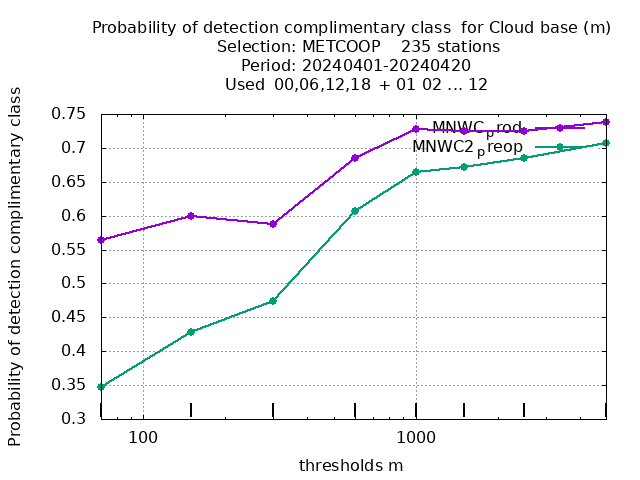 Probability of detection complimentary class  for Cloud base (m)
Selection: METCOOP    235 stations
Period: 20240401-20240420
Used  00,06,12,18 + 01 02 ... 12
Probability of detection complimentary class
0.75
0.7
0.65
0.6
0.55
0.5
0.45
0.4
0.35
0.3
MNWC_prod
MNWC2_preop
100
1000
thresholds m